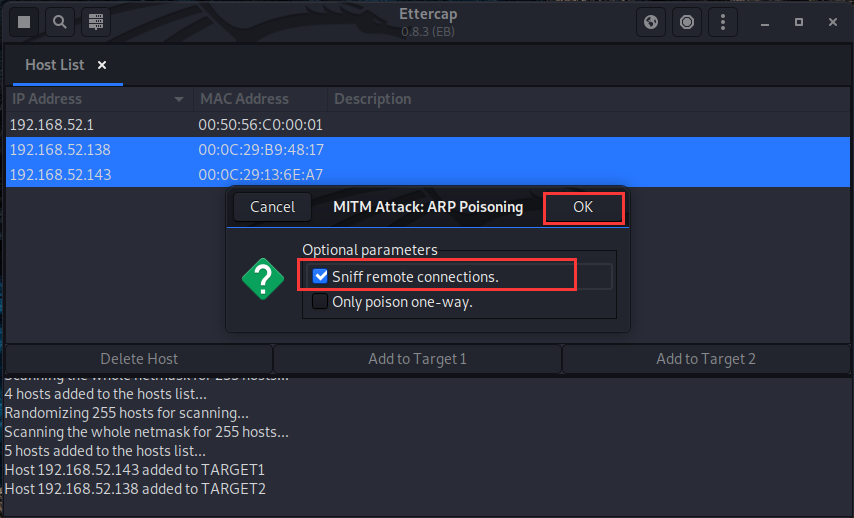 Ettercap
0.8.3 (EB)
Host List ×
IP Address MAC Address Description
192.168.52.1 00:50:56:C0:00:01
192.168.52.138 00:0C:29:B9:48:17
192.168.52.143 00:0C:29:13:6E:A7
Cancel MITM Attack: ARP Poisoning OK
Optional parameters
Sniff remote connections.
Only poison one-way.
Delete Host Add to Target 1 Add to Target 2
Scanning the whole netmask for 255 hosts...
4 hosts added to the hosts list...
Randomizing 255 hosts for scanning...
Scanning the whole netmask for 255 hosts...
5 hosts added to the hosts list...
Host 192.168.52.143 added to TARGET1
Host 192.168.52.138 added to TARGET2